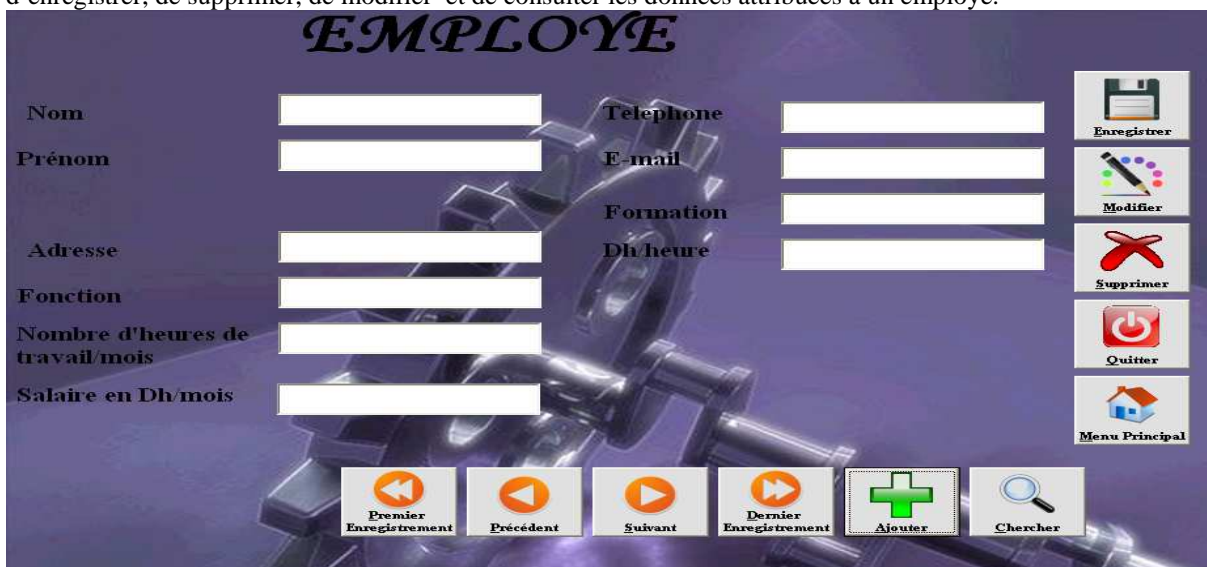 d'enregistrer, de supprimer, de modifier et de consulter les données attribuées à un employé.
EMPLOYE
Nom
Prénom
Adresse
Fonction
Nombre d'heures de
travail/mois
Salaire en Dh/mois
Telephone
E-mail
Formation
Dh/heure
Enregistrer
Modifier
Supprimer
Quitter
Menu Principal
Premier
Enregistrement
Précédent
Suivant
Dernier
Enregistrement
Ajouter
Chercher